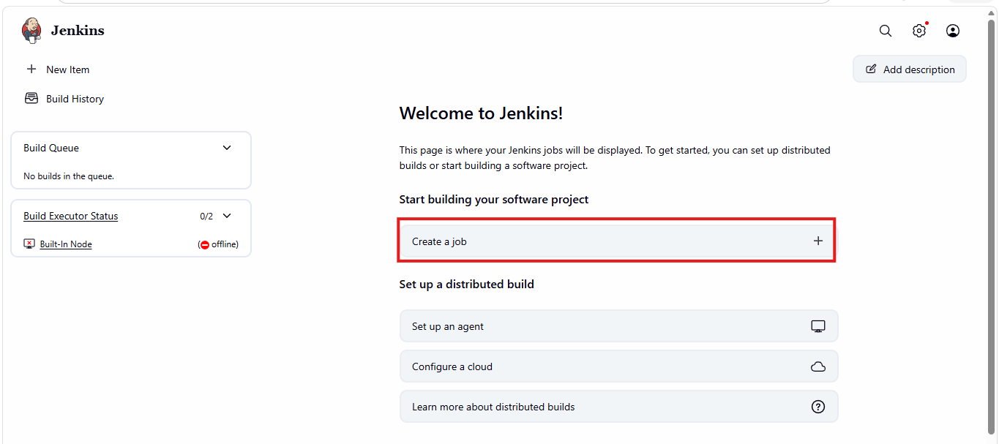 Jenkins
New Item
Build History
Add description
Build Queue
No builds in the queue.
Build Executor Status 0/2
Built-In Node (offline)
Welcome to Jenkins!
This page is where your Jenkins jobs will be displayed. To get started, you can set up distributed
builds or start building a software project.
Start building your software project
Create a job
Set up a distributed build
Set up an agent
Configure a cloud
Learn more about distributed builds